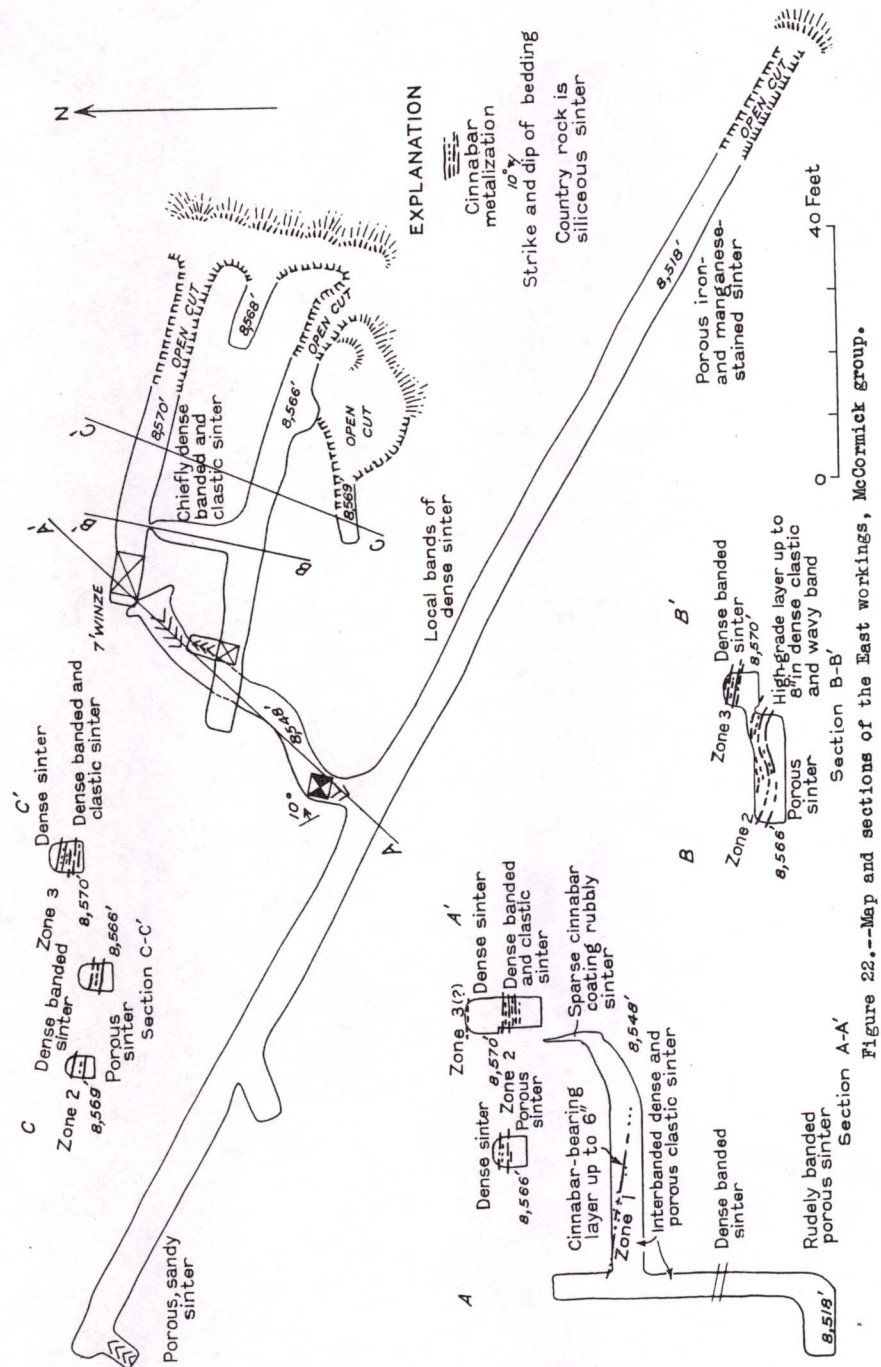 N
EXPLANATION
Cinnabar
metalization
10°
Strike and dip of bedding
Country rock is
siliceous sinter
C
C'
Zone 2
8,569'
Dense banded
sinter
Zone 3
Dense sinter
8,570'
Dense banded and
clastic sinter
8,566'
Porous
sinter
Section C-C'
Porous, sandy
sinter
7' WINZE
A'
B'
C'
8,570'
OPEN CUT
Chiefly dense
banded and
clastic sinter
8,568'
8,566'
OPEN CUT
OPEN
CUT
8,569'
B
C
8,548'
10°
A
Local bands of
dense sinter
8,518'
OPEN CUT
Porous iron-
and manganese-
stained sinter
0
40 Feet
A
A'
Dense sinter
8,566'
Zone 2
Porous
sinter
Zone 3(?)
8,570'
Dense sinter
Dense banded
and clastic
sinter
Cinnabar-bearing
layer up to 6"
Zone 1
Sparse cinnabar
coating rubbly
sinter
8,548'
Interbanded dense and
porous clastic sinter
Dense banded
sinter
Rudely banded
porous sinter
8,518'
Section A-A'
B
B'
Zone 2
8,566'
Zone 3
Dense banded
sinter
8,570'
Porous
sinter
High-grade layer up to
8" in dense clastic
and wavy band
Section B-B'
Figure 22.--Map and sections of the East workings, McCormick group.